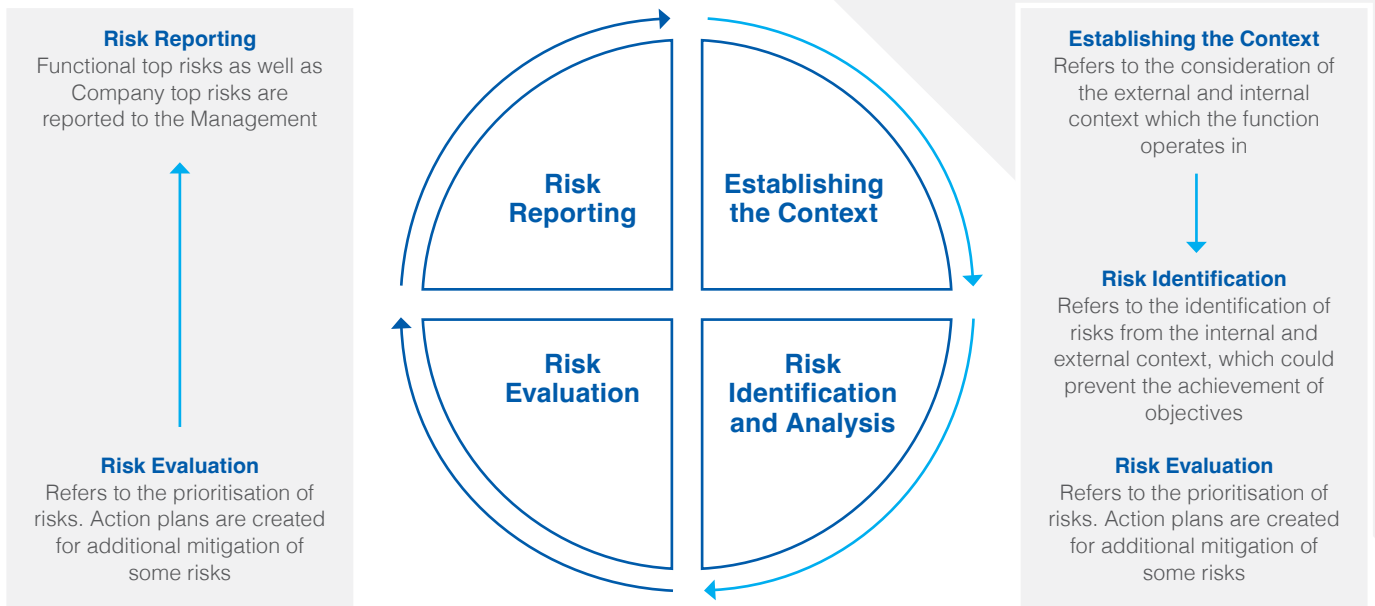 Risk Reporting
Functional top risks as well as
Company top risks are
reported to the Management
Risk Evaluation
Refers to the prioritisation of
risks. Action plans are created
for additional mitigation of
some risks
Risk
Reporting
Establishing
the Context
Risk
Evaluation
Risk
Identification
and Analysis
Establishing the Context
Refers to the consideration of
the external and internal
context which the function
operates in
Risk Identification
Refers to the identification of
risks from the internal and
external context, which could
prevent the achievement of
objectives
Risk Evaluation
Refers to the prioritisation of
risks. Action plans are created
for additional mitigation of
some risks